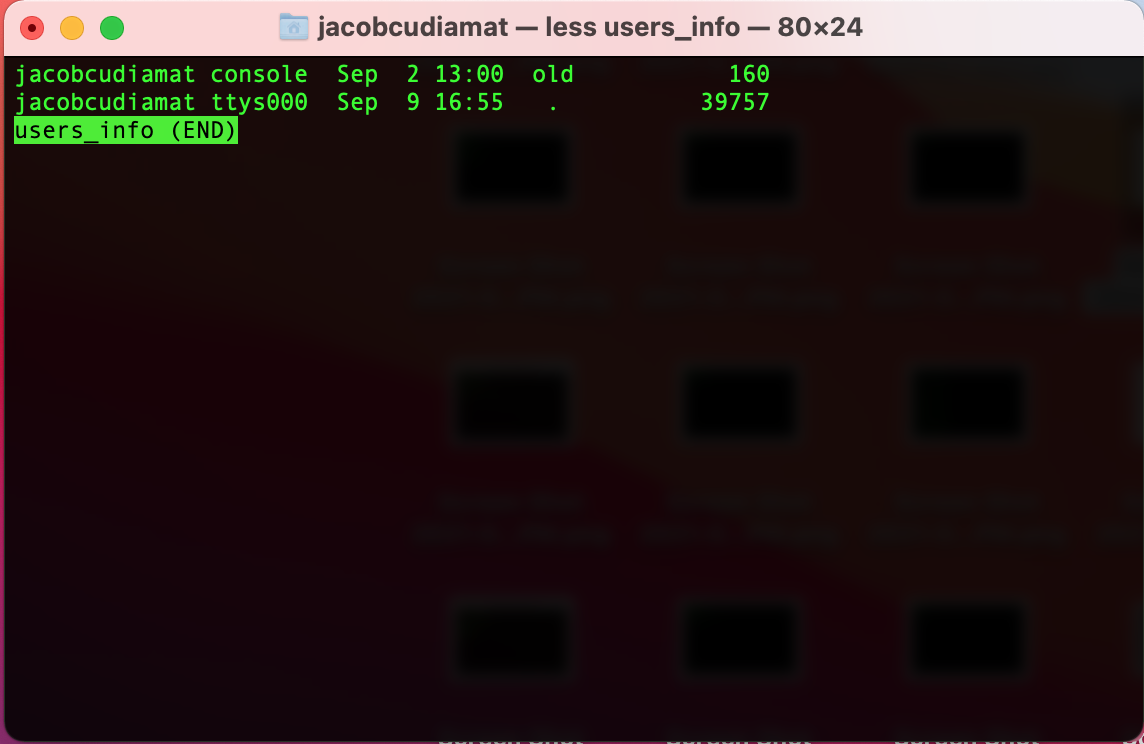 jacobcudiamat — less users_info — 80×24
jacobcudiamat console  Sep  2 13:00  old           160
jacobcudiamat ttys000  Sep  9 16:55   .          39757
users_info (END)